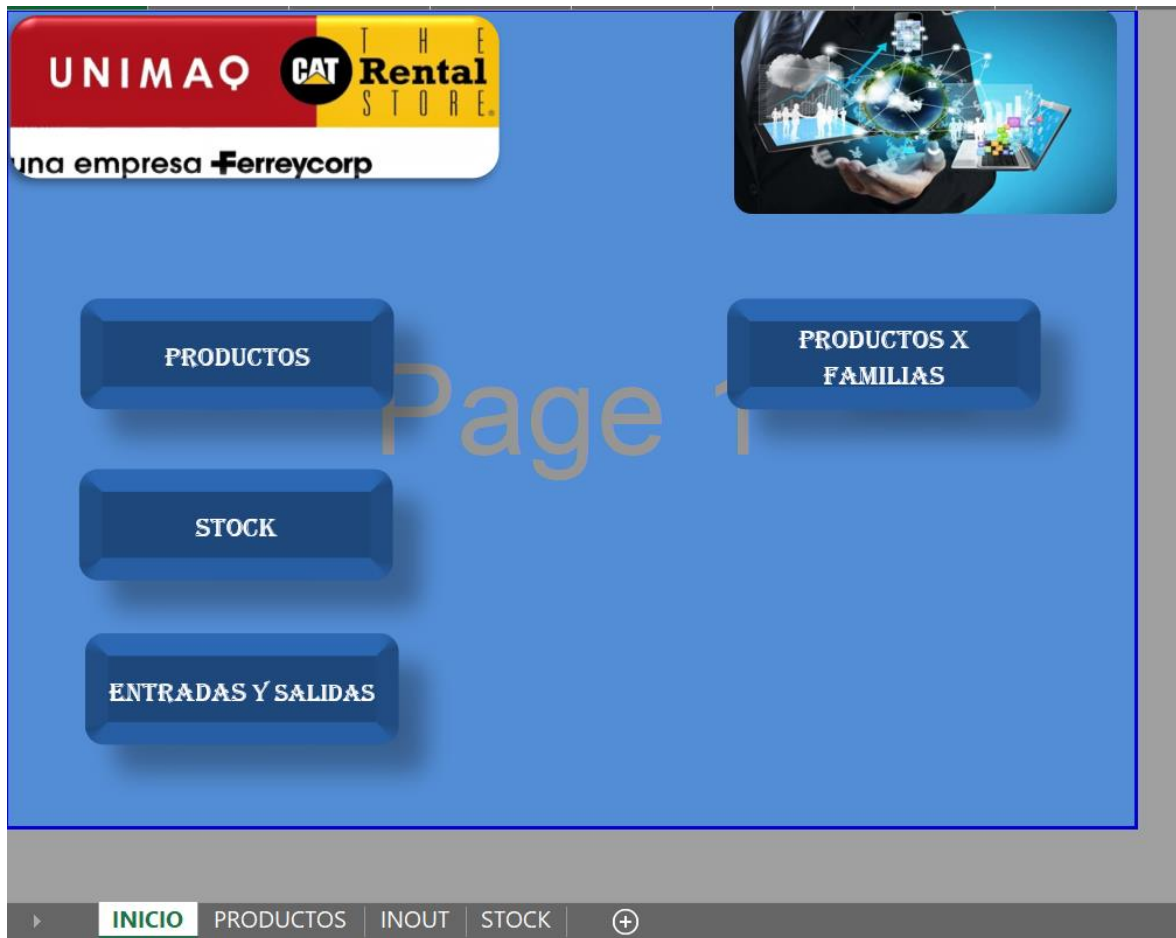 UNIMAQ
CAT
THE
Rental
STORE.
una empresa Ferreycorp
PRODUCTOS
PRODUCTOS X
FAMILIAS
Page 1
STOCK
ENTRADAS Y SALIDAS
INICIO PRODUCTOS INOUT STOCK